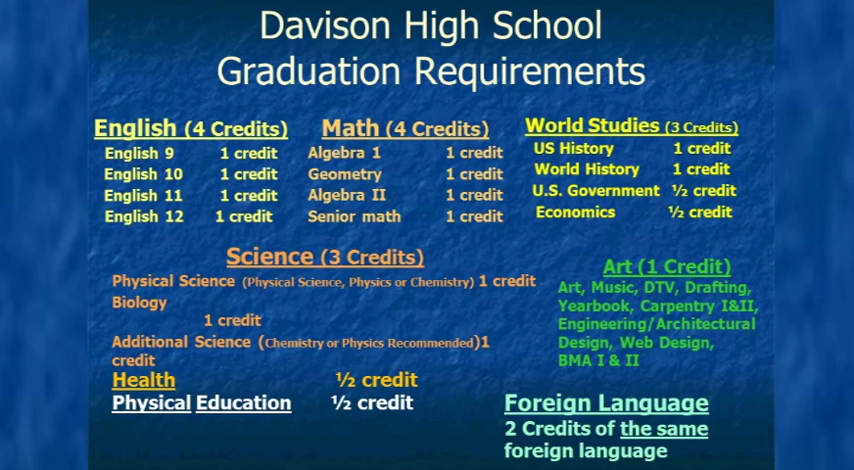 Davison High School
Graduation Requirements
English (4 Credits)
English 9 1 credit
English 10 1 credit
English 11 1 credit
English 12 1 credit
Math (4 Credits)
Algebra 1 1 credit
Geometry 1 credit
Algebra II 1 credit
Senior math 1 credit
World Studies (3 Credits)
US History 1 credit
World History 1 credit
U.S. Government ½ credit
Economics ½ credit
Science (3 Credits)
Physical Science (Physical Science, Physics or Chemistry) 1 credit
Biology
1 credit
Additional Science (Chemistry or Physics Recommended)1
credit
Health ½ credit
Physical Education ½ credit
Art (1 Credit)
Art, Music, DTV, Drafting,
Yearbook, Carpentry I&II,
Engineering/Architectural
Design, Web Design,
BMA I & II
Foreign Language
2 Credits of the same
foreign language